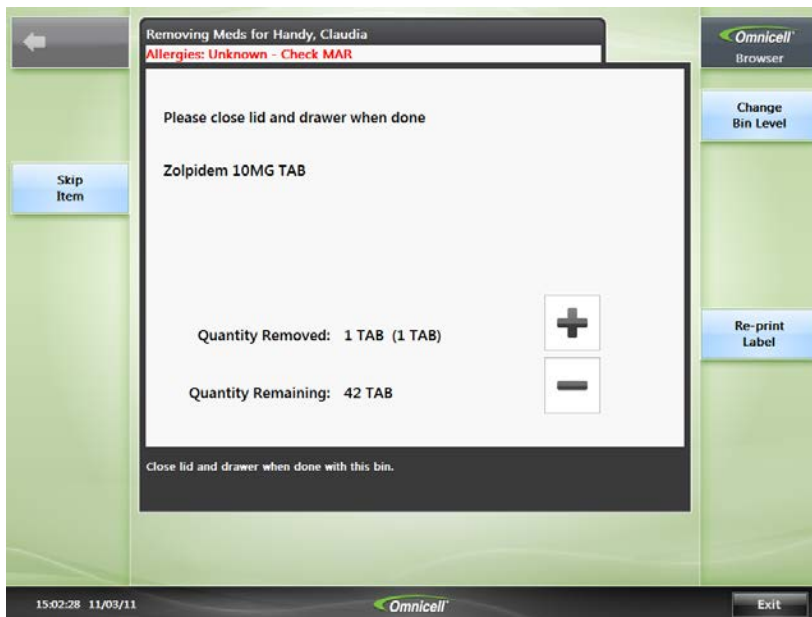 Removing Meds for Handy, Claudia
Allergies: Unknown - Check MAR
Omnicell
Browser
Please close lid and drawer when done
Change
Bin Level
Zolpidem 10MG TAB
Skip
Item
Quantity Removed: 1 TAB (1 TAB)
Re-print
Label
Quantity Remaining: 42 TAB
Close lid and drawer when done with this bin.
15:02:28 11/03/11
Omnicell
Exit